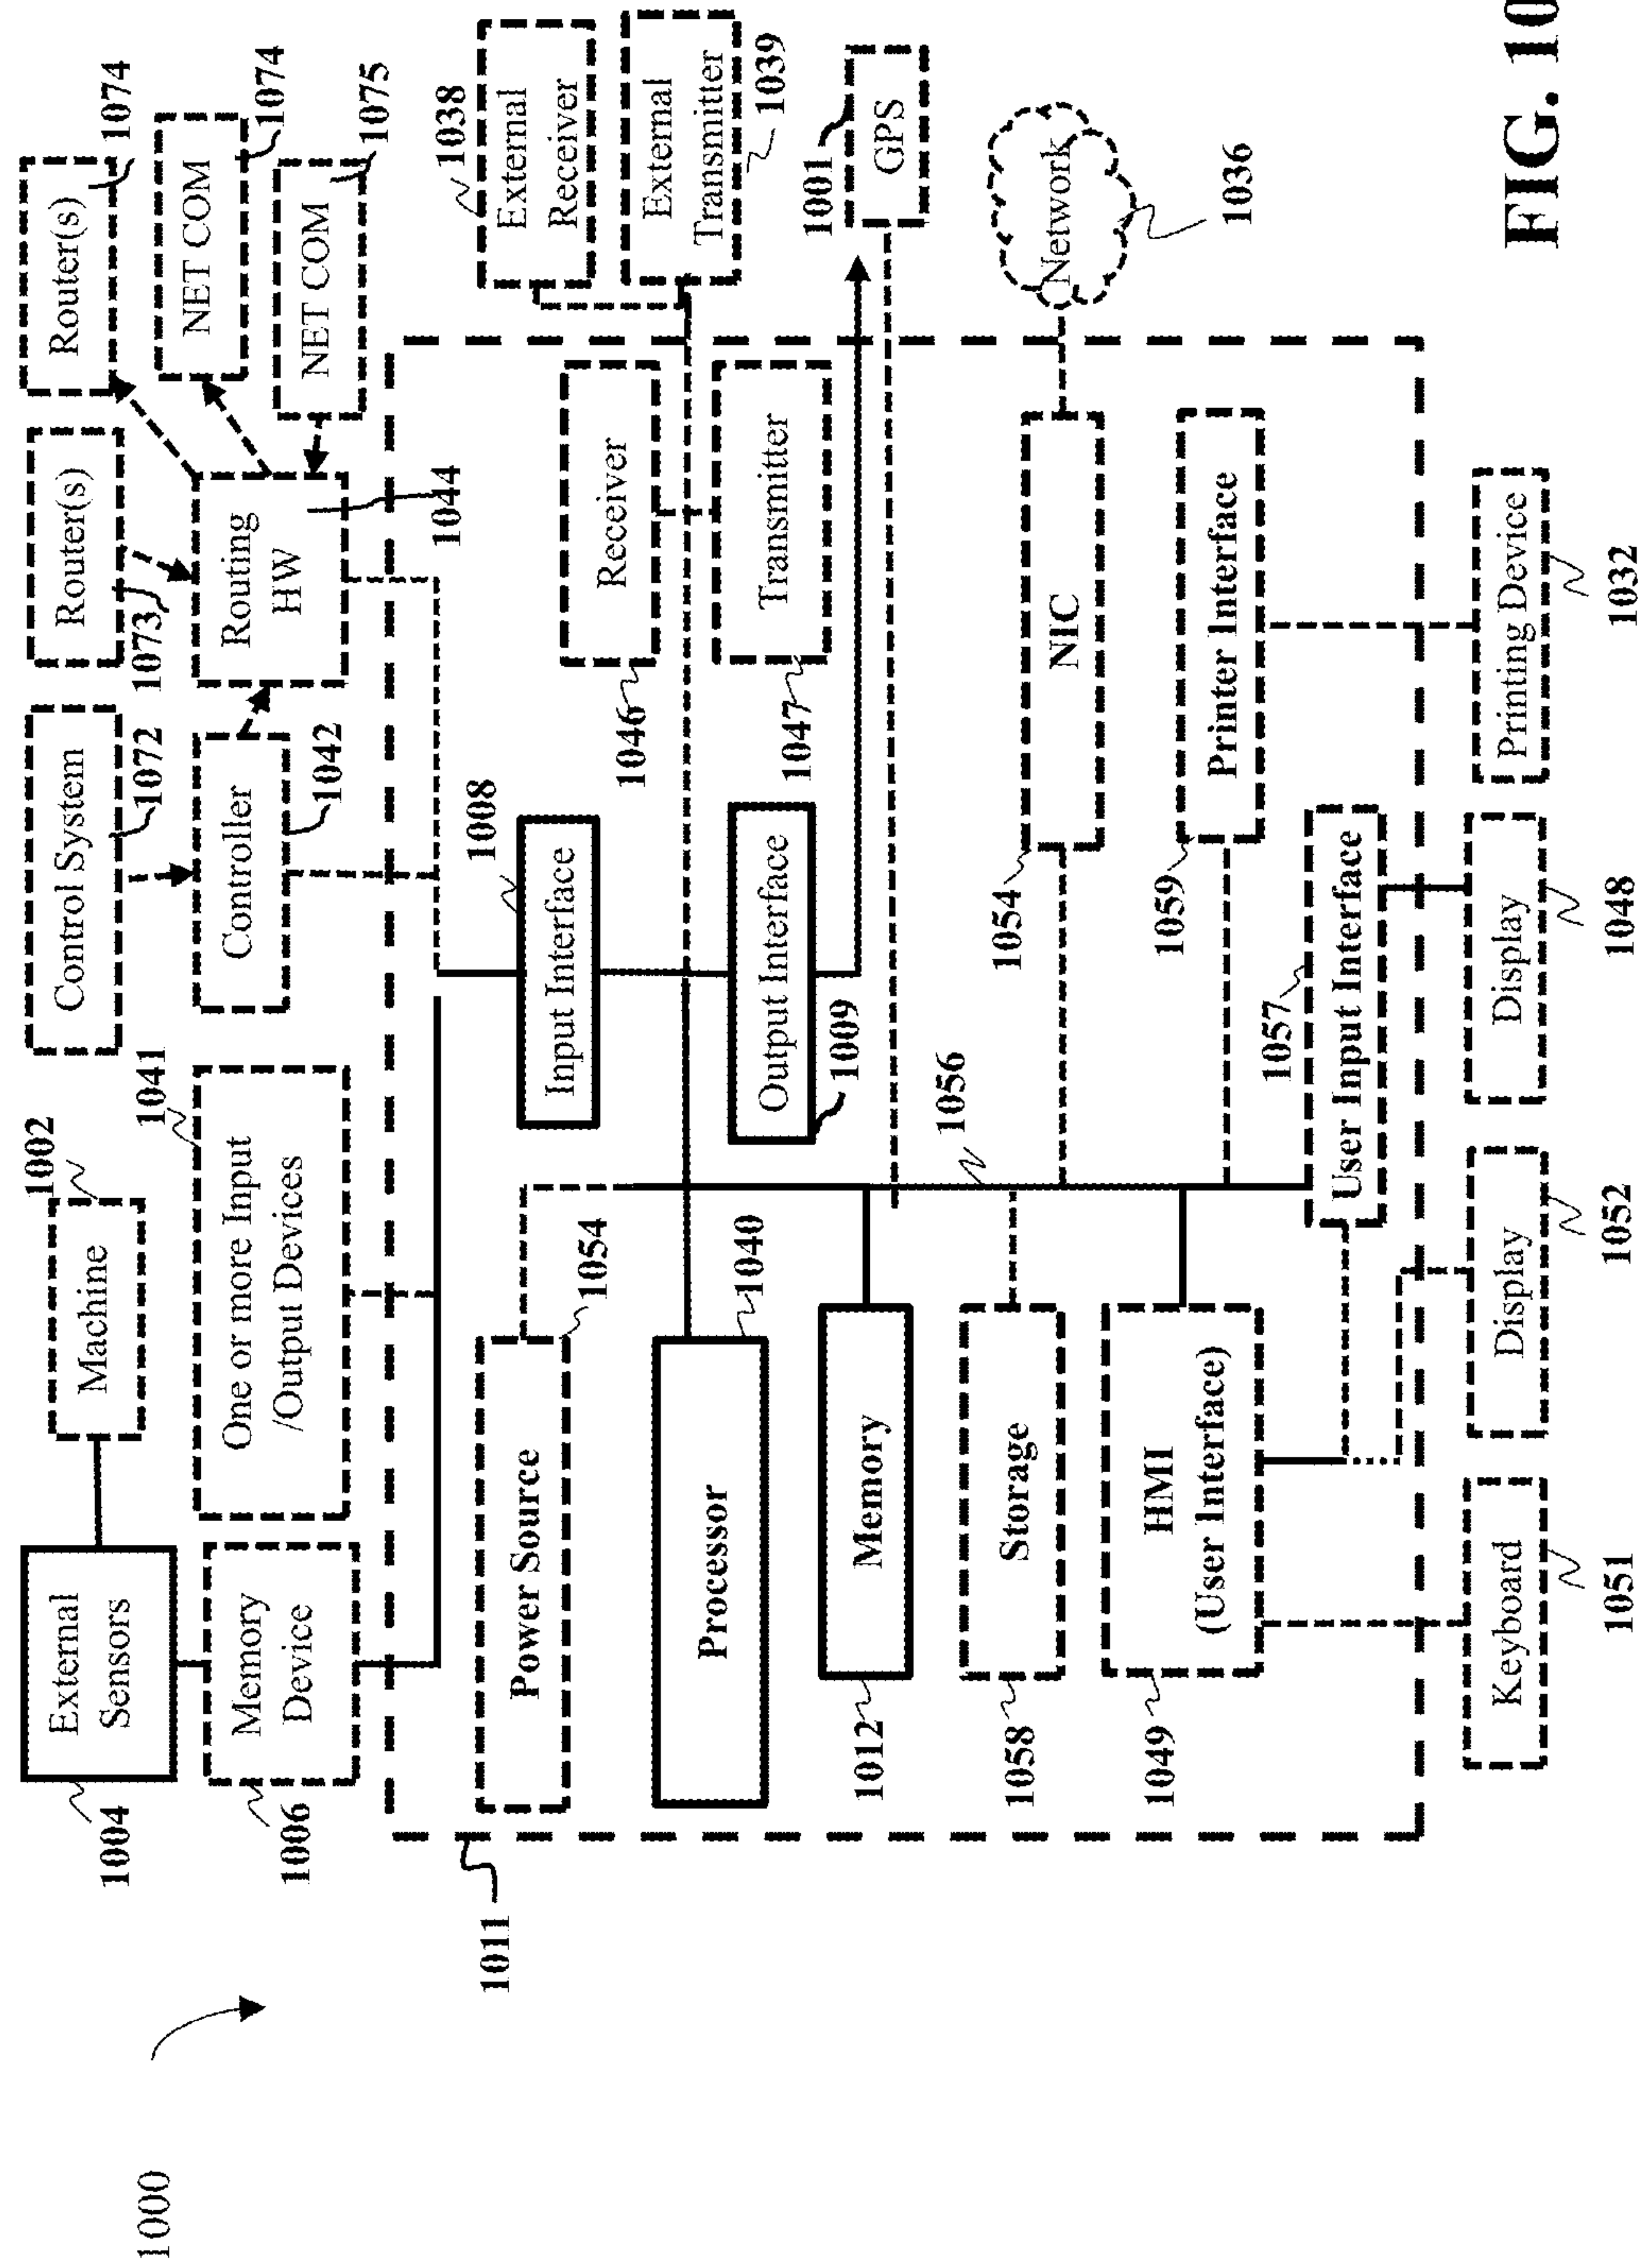 1000
1004
External
Sensors
1002
Machine
Control System
1072
Router(s)
1073
Router(s)
1074
1006
Memory
Device
1041
One or more Input
/Output Devices
Controller
1042
Routing
HW
1044
NET COM
1074
NET COM
1075
1011
Power Source
1054
1008
Input Interface
1046
Receiver
1038
External
Receiver
Processor
1040
Output Interface
1009
1047
Transmitter
External
Transmitter
1039
1012
Memory
1056
1001
GPS
1058
Storage
1054
NIC
Network
1036
1049
HMI
(User Interface)
1059
Printer Interface
1057
User Input Interface
Keyboard
1051
Display
1052
Display
1048
Printing Device
1032
FIG. 10